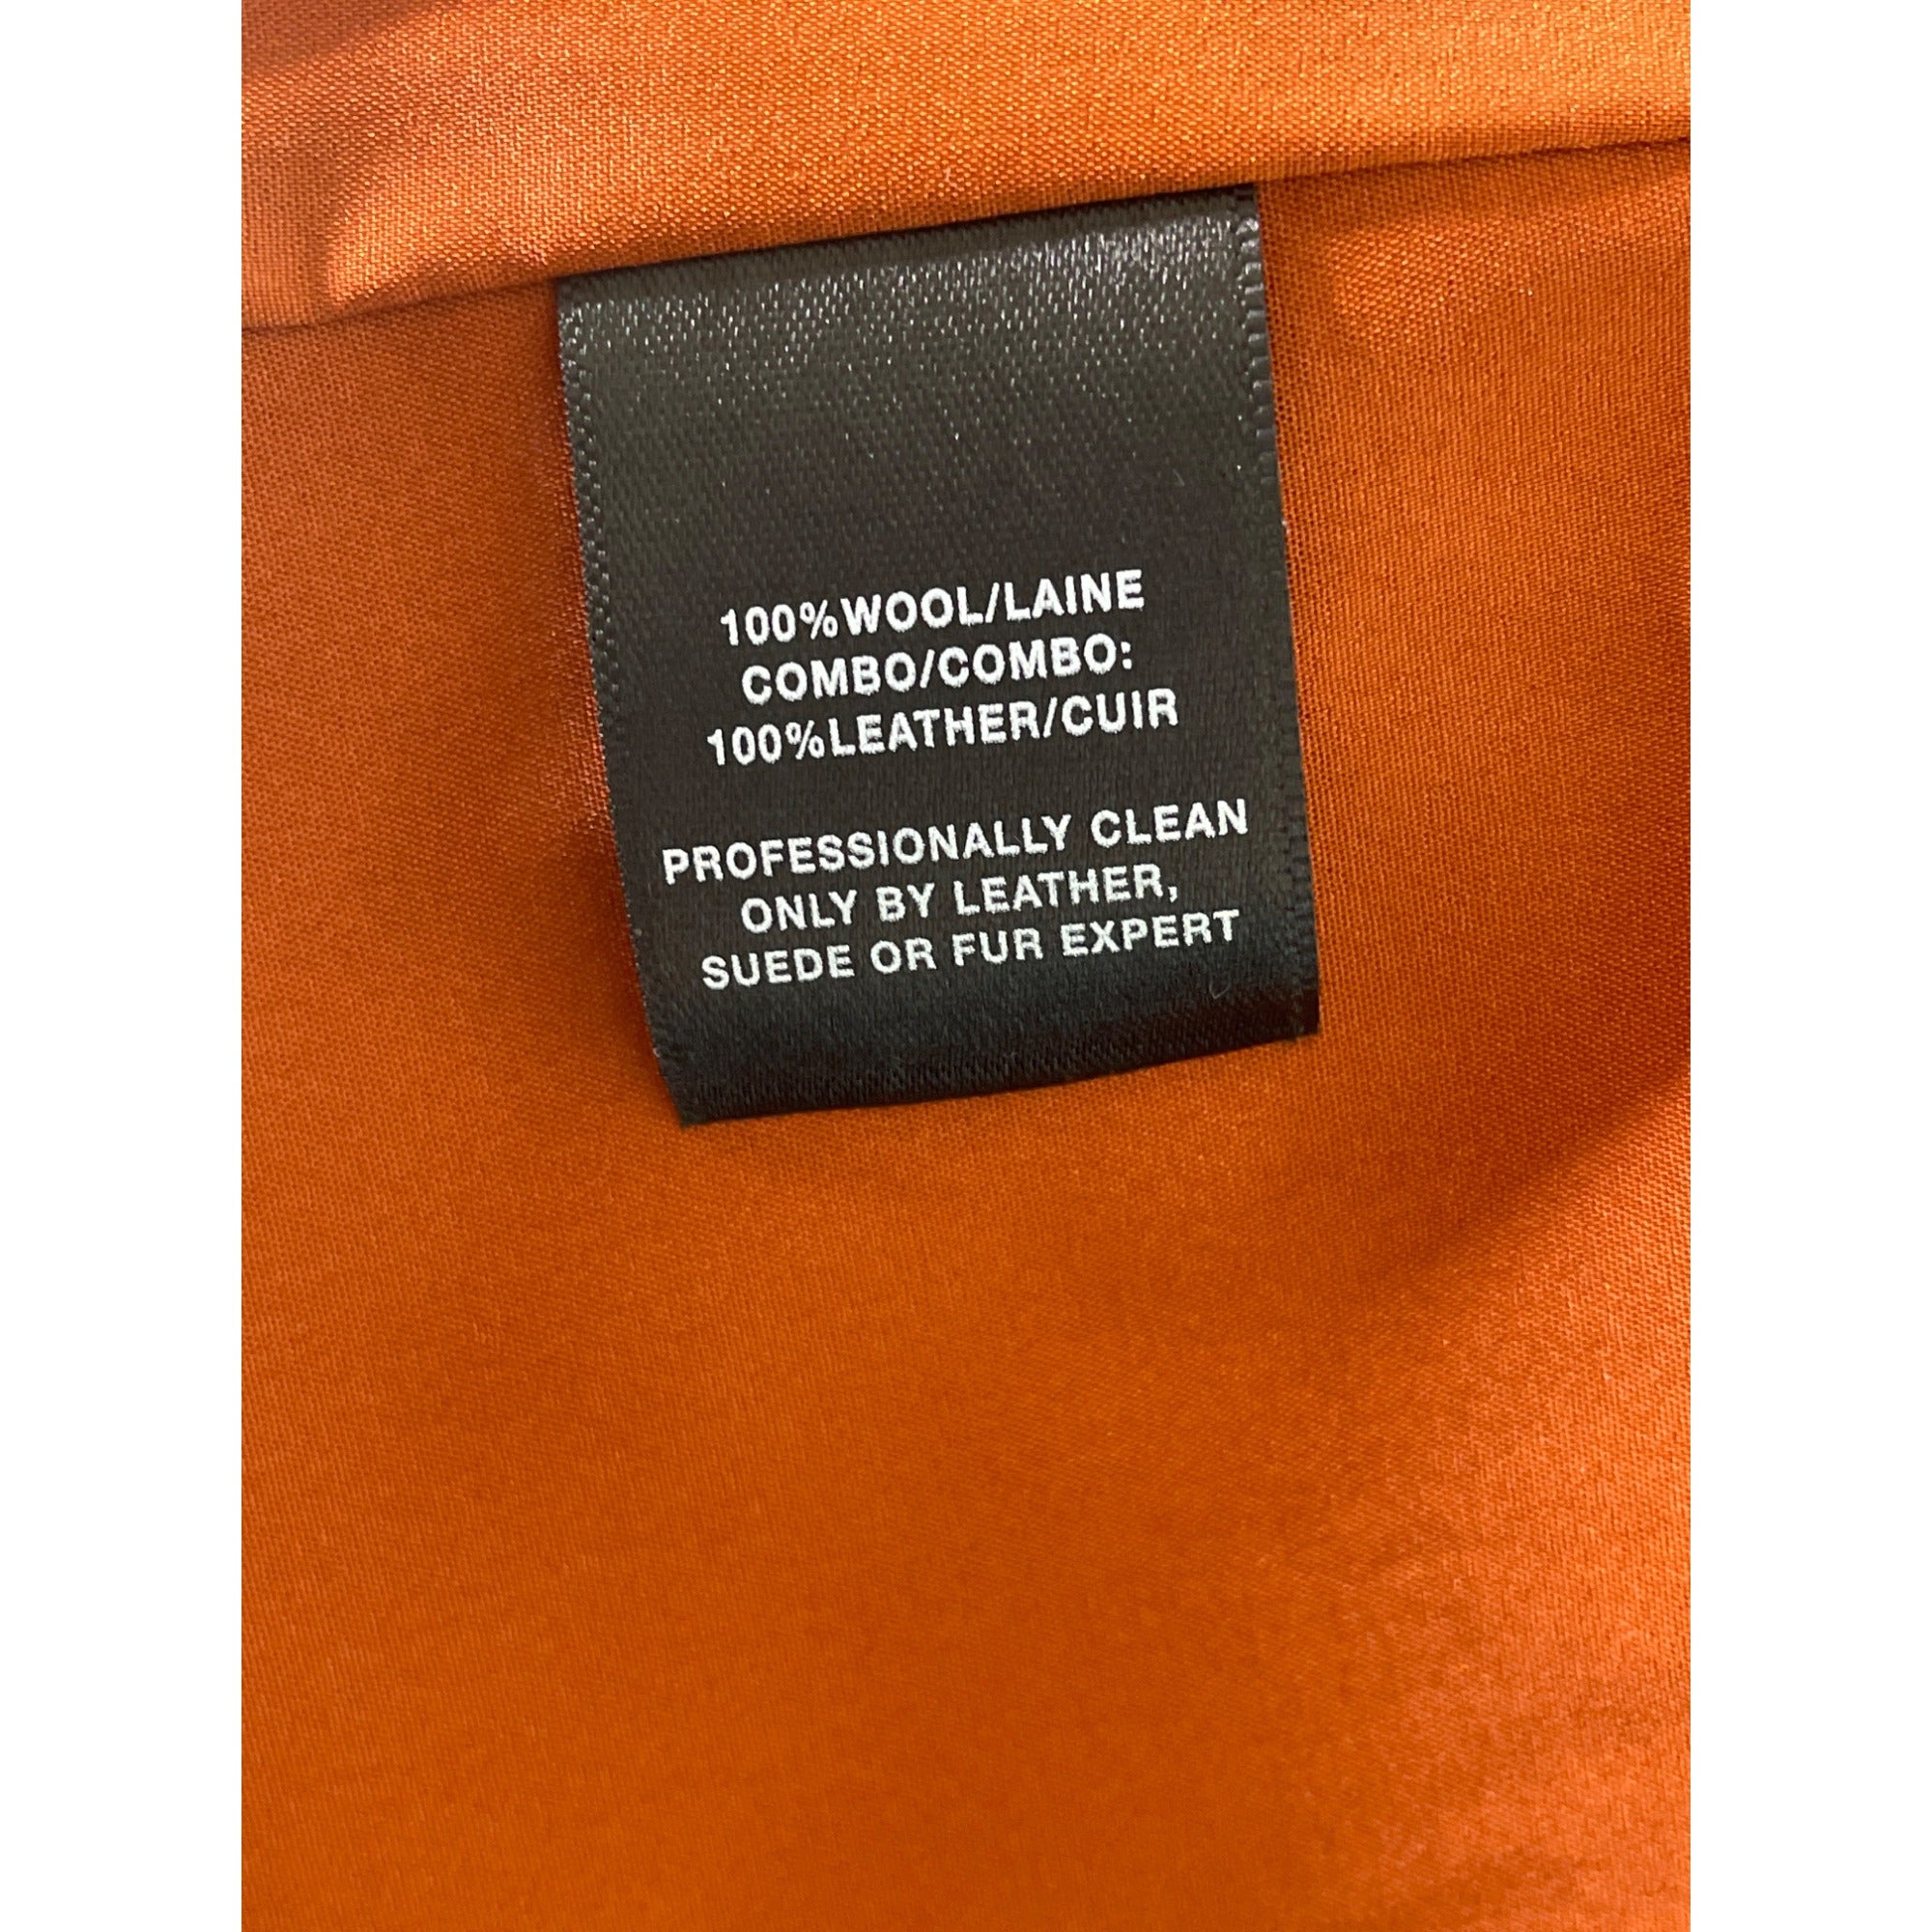 100%WOOL/LAINE
COMBO/COMBO:
100%LEATHER/CUIR
PROFESSIONALLY CLEAN
ONLY BY LEATHER,
SUEDE OR FUR EXPERT